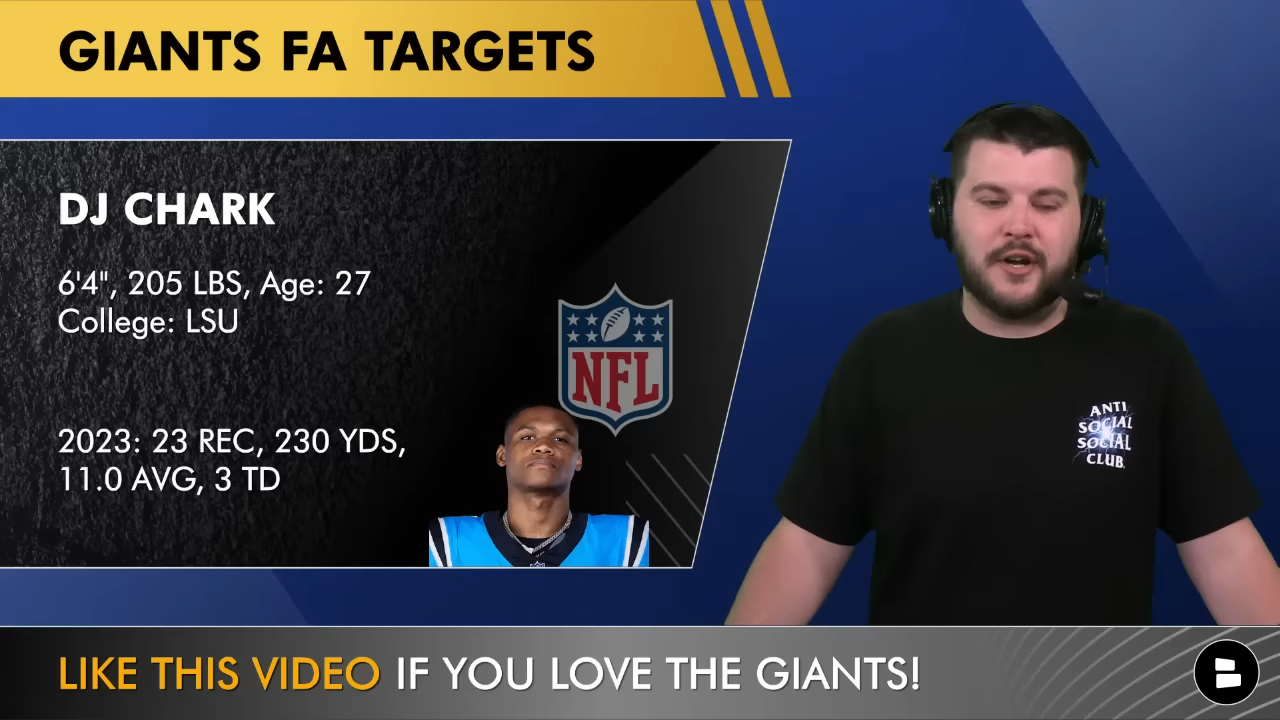 GIANTS FA TARGETS
DJ CHARK
6'4", 205 LBS, Age: 27
College: LSU
2023: 23 REC, 230 YDS,
11.0 AVG, 3 TD
NFL
ANTI
SOCIAL
SOCIAL
CLUB.
LIKE THIS VIDEO IF YOU LOVE THE GIANTS!